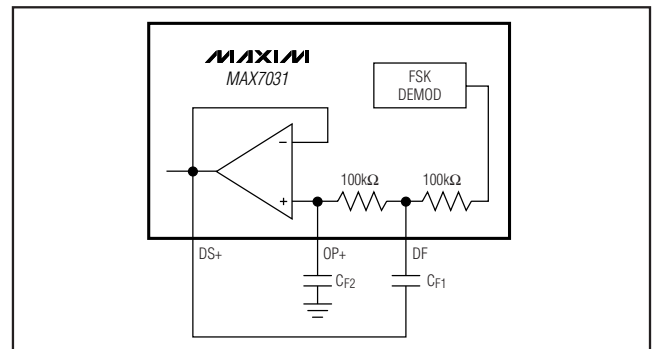 MAXIM
MAX7031
FSK
DEMOD
100kΩ
100kΩ
−
+
DS+
OP+
DF
CF2
CF1